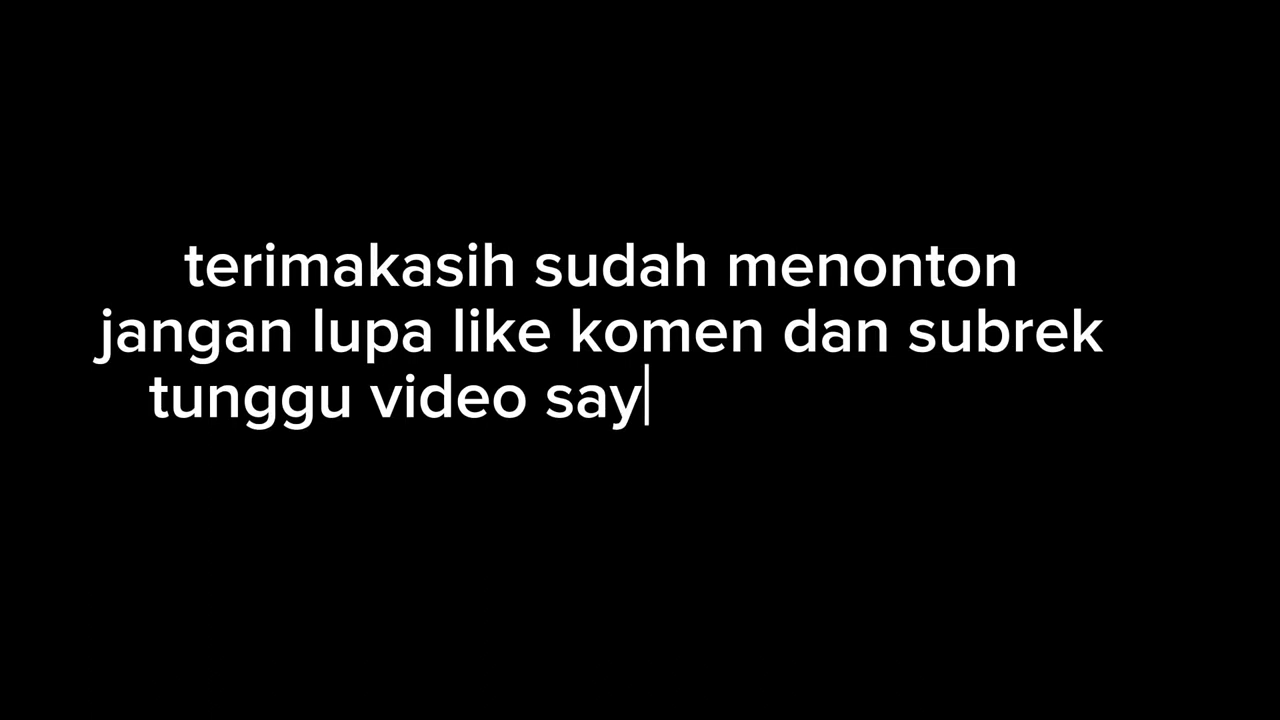 terimakasih sudah menonton
jangan lupa like komen dan subrek
tunggu video say